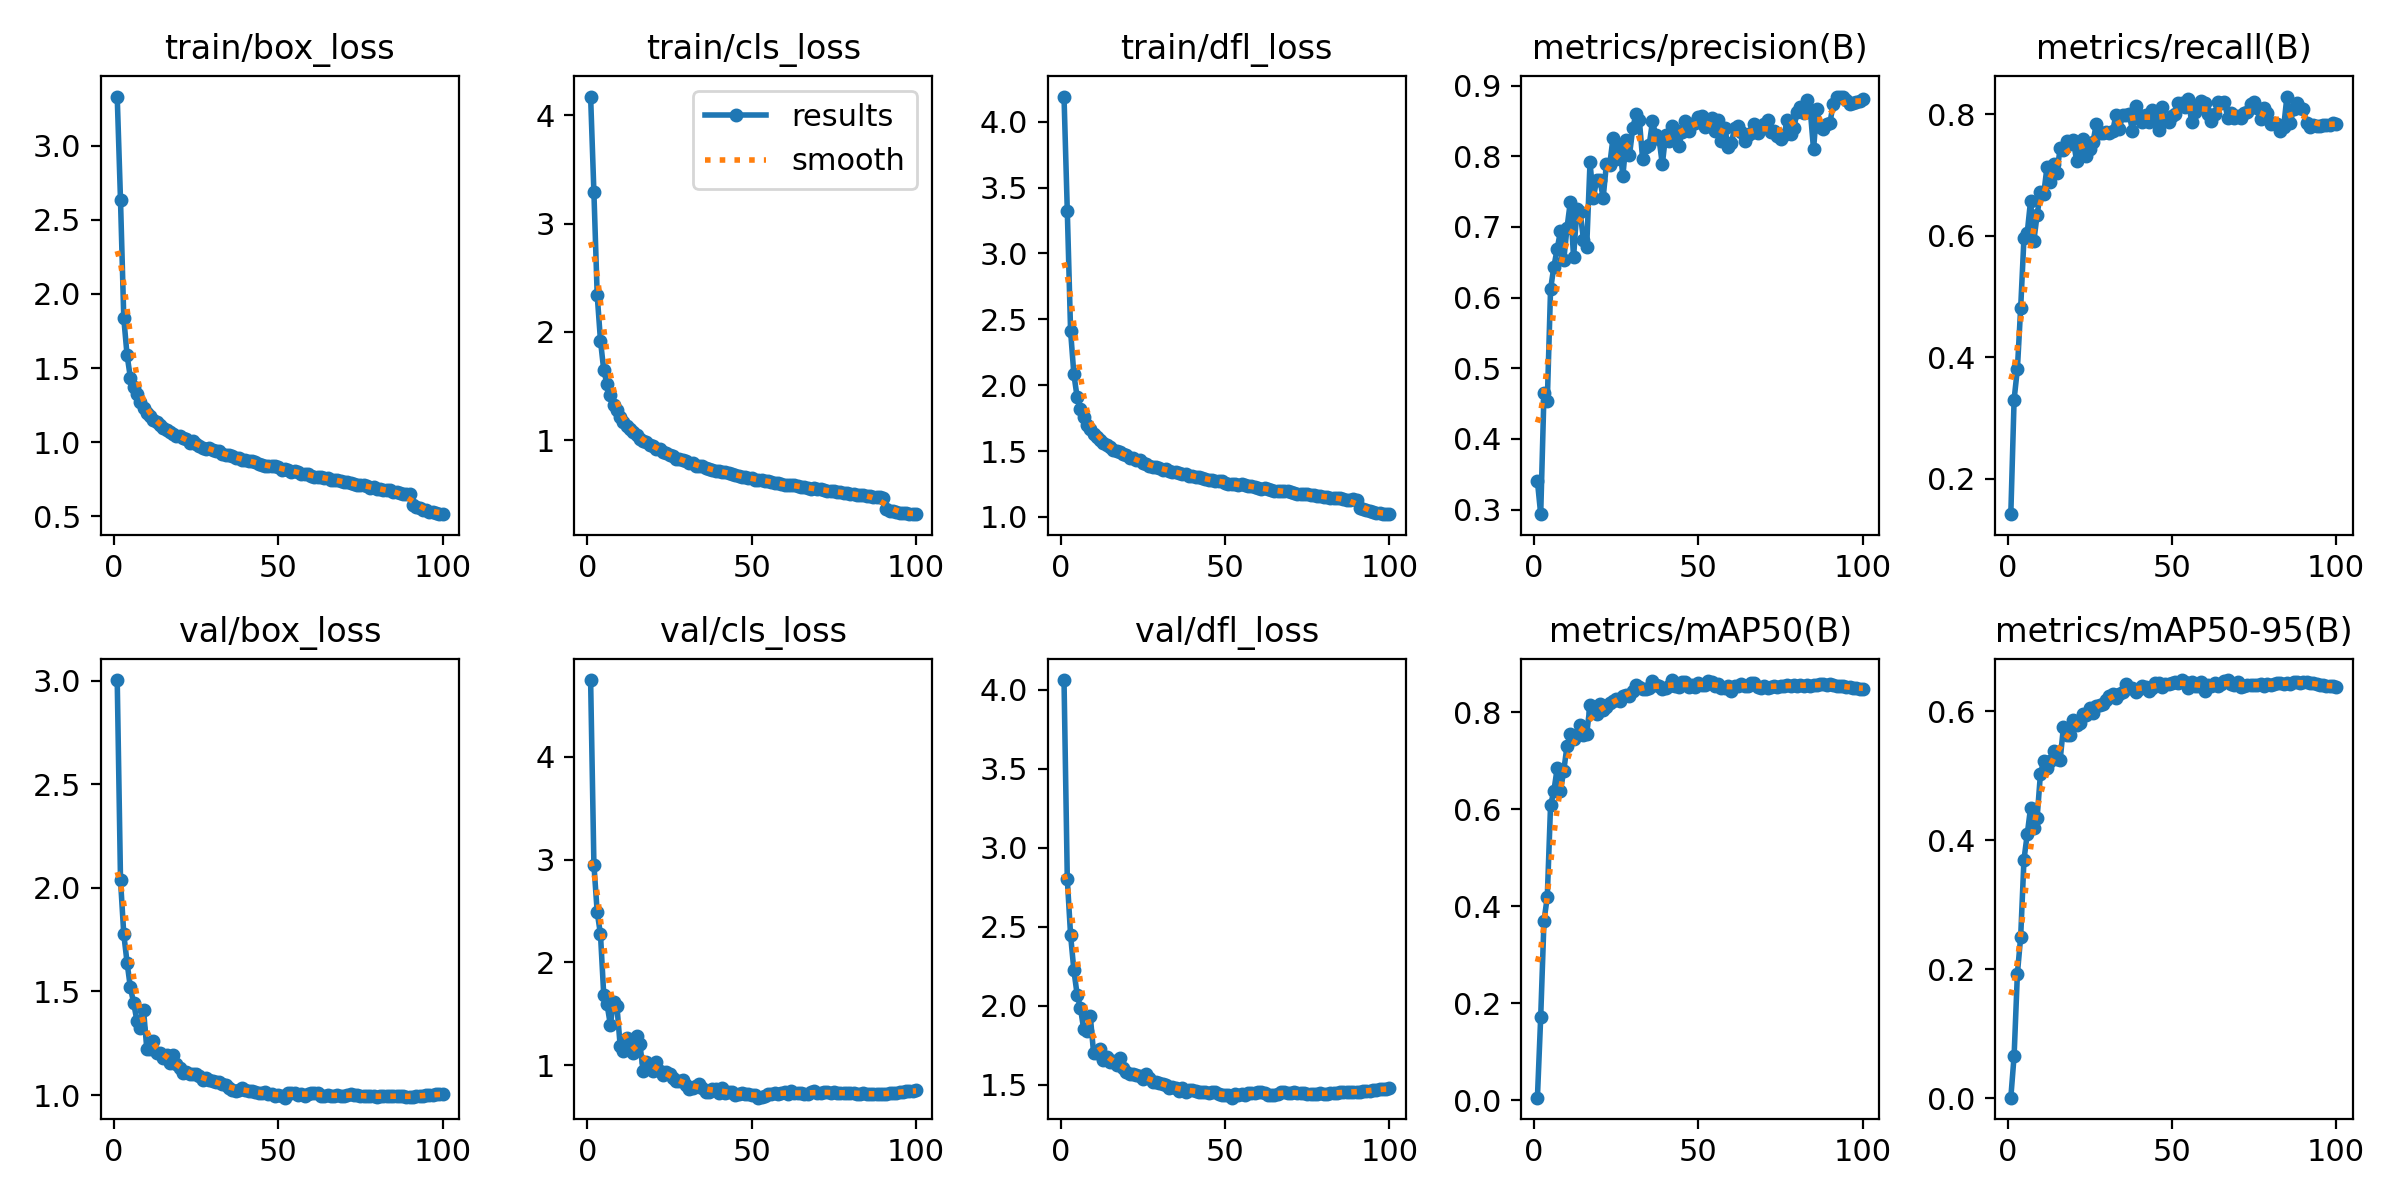 train/box_loss
3.0
2.5
2.0
1.5
1.0
0.5
0 50 100
train/cls_loss
results
smooth
4
3
2
1
0 50 100
train/dfl_loss
4.0
3.5
3.0
2.5
2.0
1.5
1.0
0 50 100
metrics/precision(B)
0.9
0.8
0.7
0.6
0.5
0.4
0.3
0 50 100
metrics/recall(B)
0.8
0.6
0.4
0.2
0 50 100
val/box_loss
3.0
2.5
2.0
1.5
1.0
0 50 100
val/cls_loss
4
3
2
1
0 50 100
val/dfl_loss
4.0
3.5
3.0
2.5
2.0
1.5
0 50 100
metrics/mAP50(B)
0.8
0.6
0.4
0.2
0.0
0 50 100
metrics/mAP50-95(B)
0.6
0.4
0.2
0.0
0 50 100